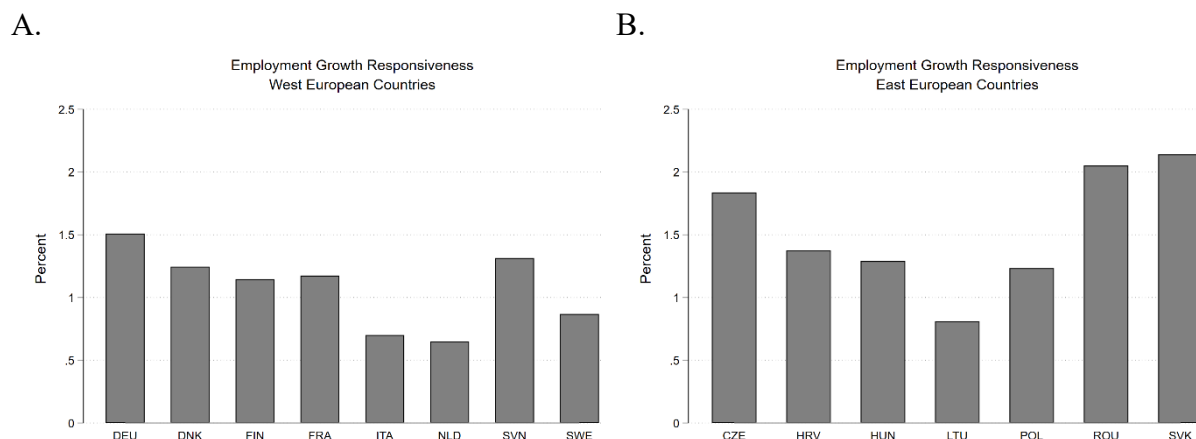 A.
Employment Growth Responsiveness
West European Countries
2.5
2
1.5
1
.5
0
Percent
DEU DNK FIN FRA ITA NLD SVN SWE
B.
Employment Growth Responsiveness
East European Countries
2.5
2
1.5
1
.5
0
Percent
CZE HRV HUN LTU POL ROU SVK